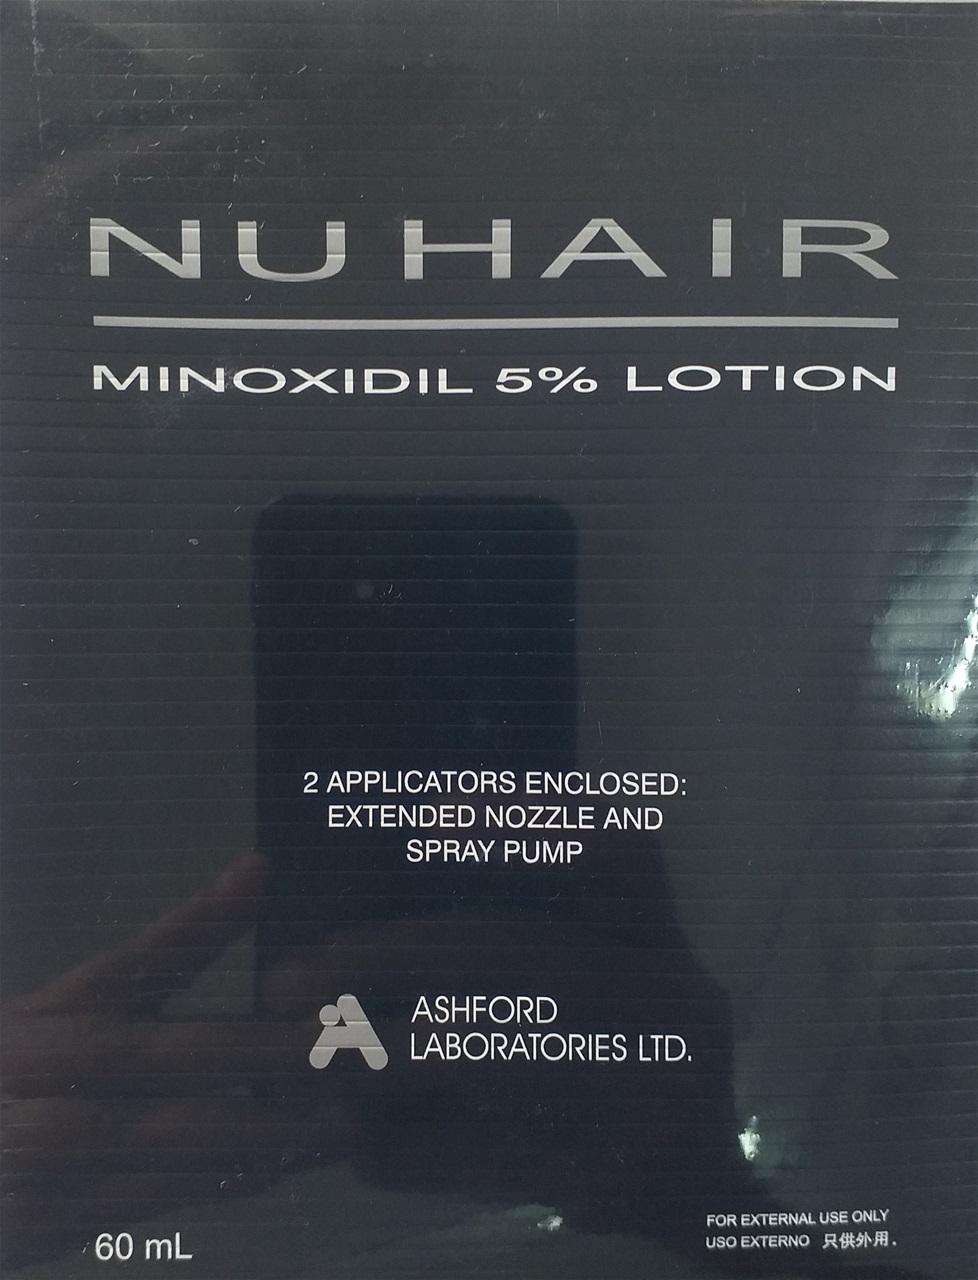 NUHAIR
MINOXIDIL 5% LOTION
2 APPLICATORS ENCLOSED:
EXTENDED NOZZLE AND
SPRAY PUMP
ASHFORD
LABORATORIES LTD.
60 mL
FOR EXTERNAL USE ONLY
USO EXTERNO 只供外用.